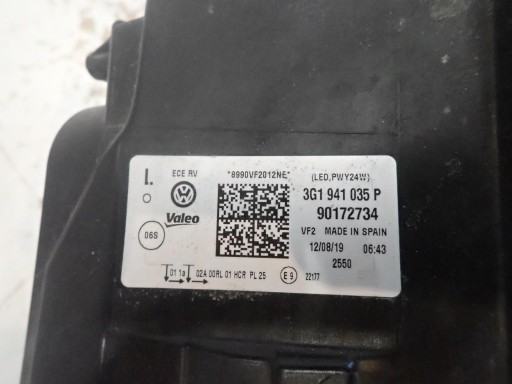 I.
ECE RV
*8990VF2012NE*
(LED,PWY24W)
3G1 941 035 P
90172734
Valeo
VF2 MADE IN SPAIN
06S
12/08/19 06:43
2550
01 1a 02A 00RL 01 HCR PL 25
E9
22177